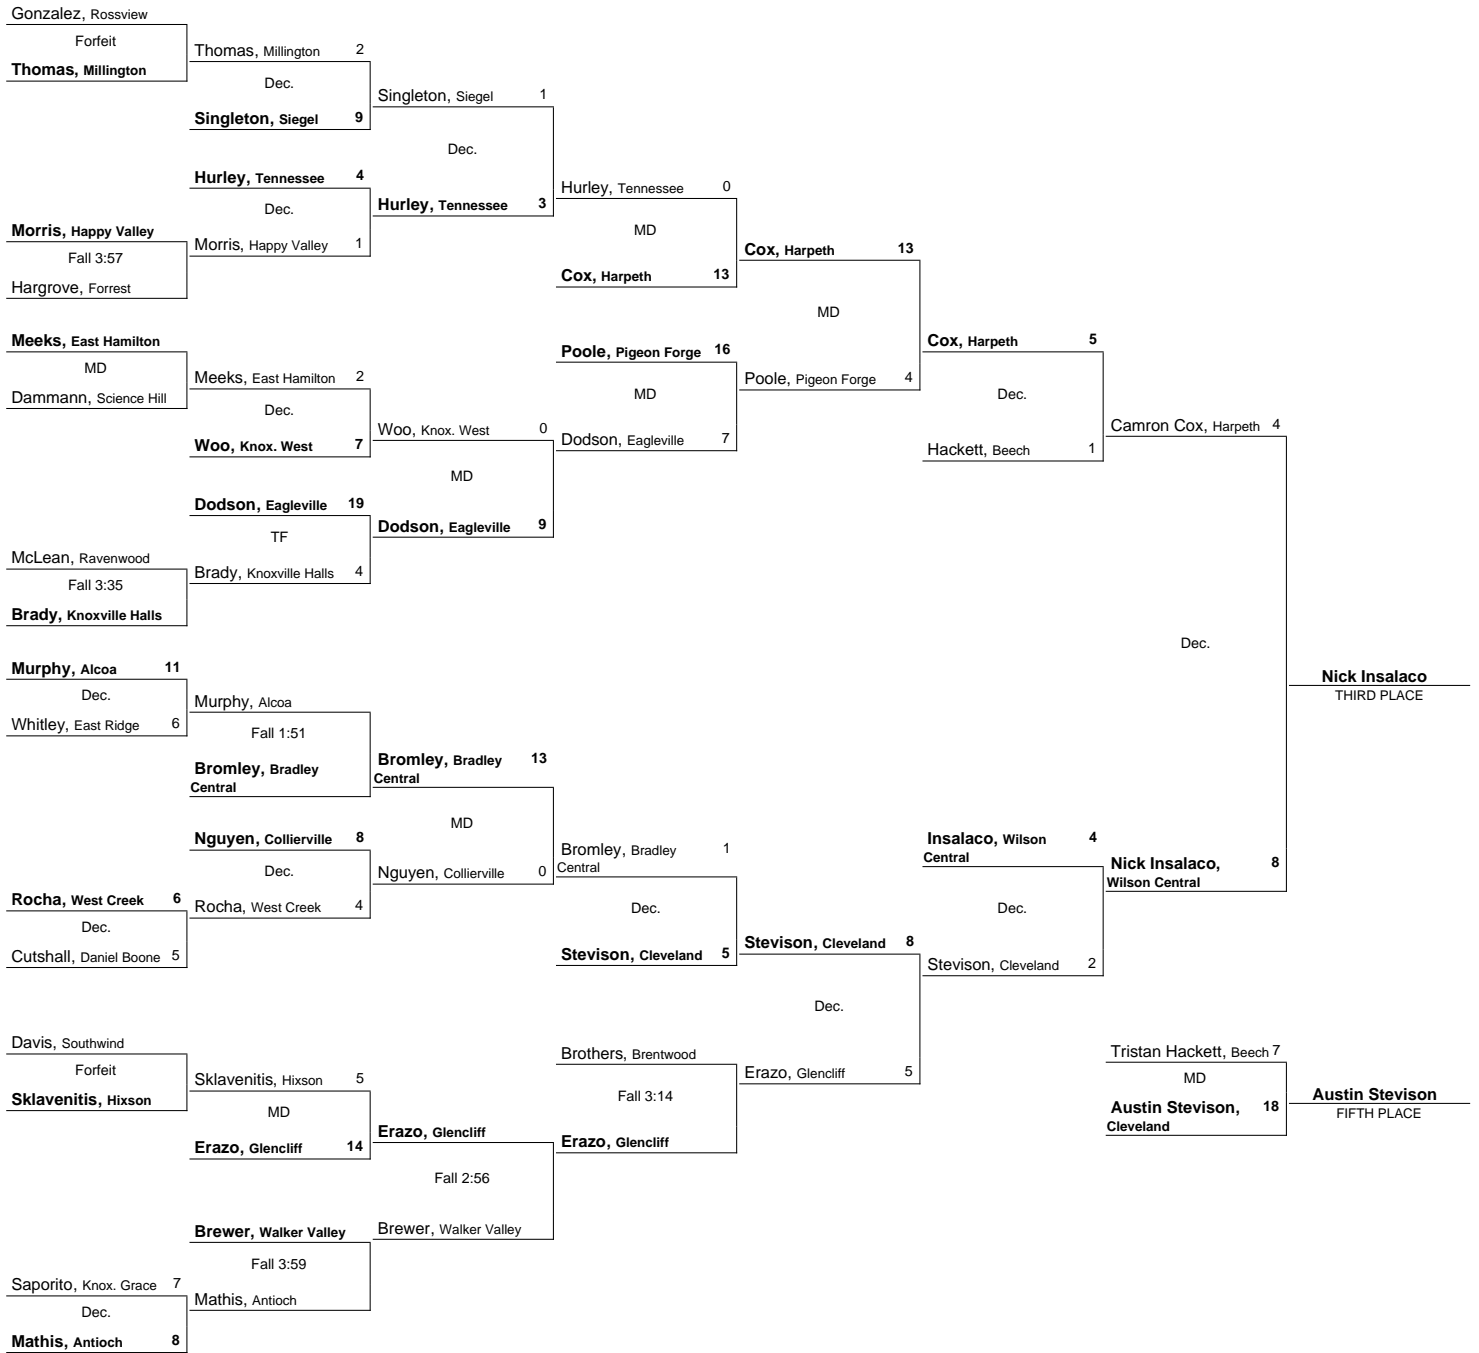 Gonzalez, Rossview
Forfeit
Thomas, Millington
Morris, Happy Valley
Fall 3:57
Hargrove, Forrest
Meeks, East Hamilton
MD
Dammann, Science Hill
McLean, Ravenwood
Fall 3:35
Brady, Knoxville Halls
Murphy, Alcoa 11
Dec.
Whitley, East Ridge 6
Rocha, West Creek 6
Dec.
Cutshall, Daniel Boone 5
Davis, Southwind
Forfeit
Sklavenitis, Hixson
Saporito, Knox. Grace 7
Dec.
Mathis, Antioch 8
Thomas, Millington 2
Dec.
Singleton, Siegel 9
Hurley, Tennessee 4
Dec.
Morris, Happy Valley 1
Meeks, East Hamilton 2
Dec.
Woo, Knox. West 7
Dodson, Eagleville 19
TF
Brady, Knoxville Halls 4
Murphy, Alcoa
Fall 1:51
Bromley, Bradley
Central
Nguyen, Collierville 8
Dec.
Rocha, West Creek 4
Sklavenitis, Hixson 5
MD
Erazo, Glencliff 14
Brewer, Walker Valley
Fall 3:59
Mathis, Antioch
Singleton, Siegel 1
Dec.
Hurley, Tennessee 3
Woo, Knox. West 0
MD
Dodson, Eagleville 9
Bromley, Bradley 13
Central
MD
Nguyen, Collierville 0
Erazo, Glencliff
Fall 2:56
Brewer, Walker Valley
Hurley, Tennessee 0
MD
Cox, Harpeth 13
Poole, Pigeon Forge 16
MD
Dodson, Eagleville 7
Bromley, Bradley 1
Central
Dec.
Stevison, Cleveland 5
Brothers, Brentwood
Fall 3:14
Erazo, Glencliff
Cox, Harpeth 13
MD
Poole, Pigeon Forge 4
Stevison, Cleveland 8
Dec.
Erazo, Glencliff 5
Cox, Harpeth 5
Dec.
Hackett, Beech 1
Insalaco, Wilson 4
Central
Dec.
Stevison, Cleveland 2
Camron Cox, Harpeth 4
Dec.
Nick Insalaco, 8
Wilson Central
Nick Insalaco
THIRD PLACE
Tristan Hackett, Beech 7
MD
Austin Stevison, 18
Cleveland
Austin Stevison
FIFTH PLACE